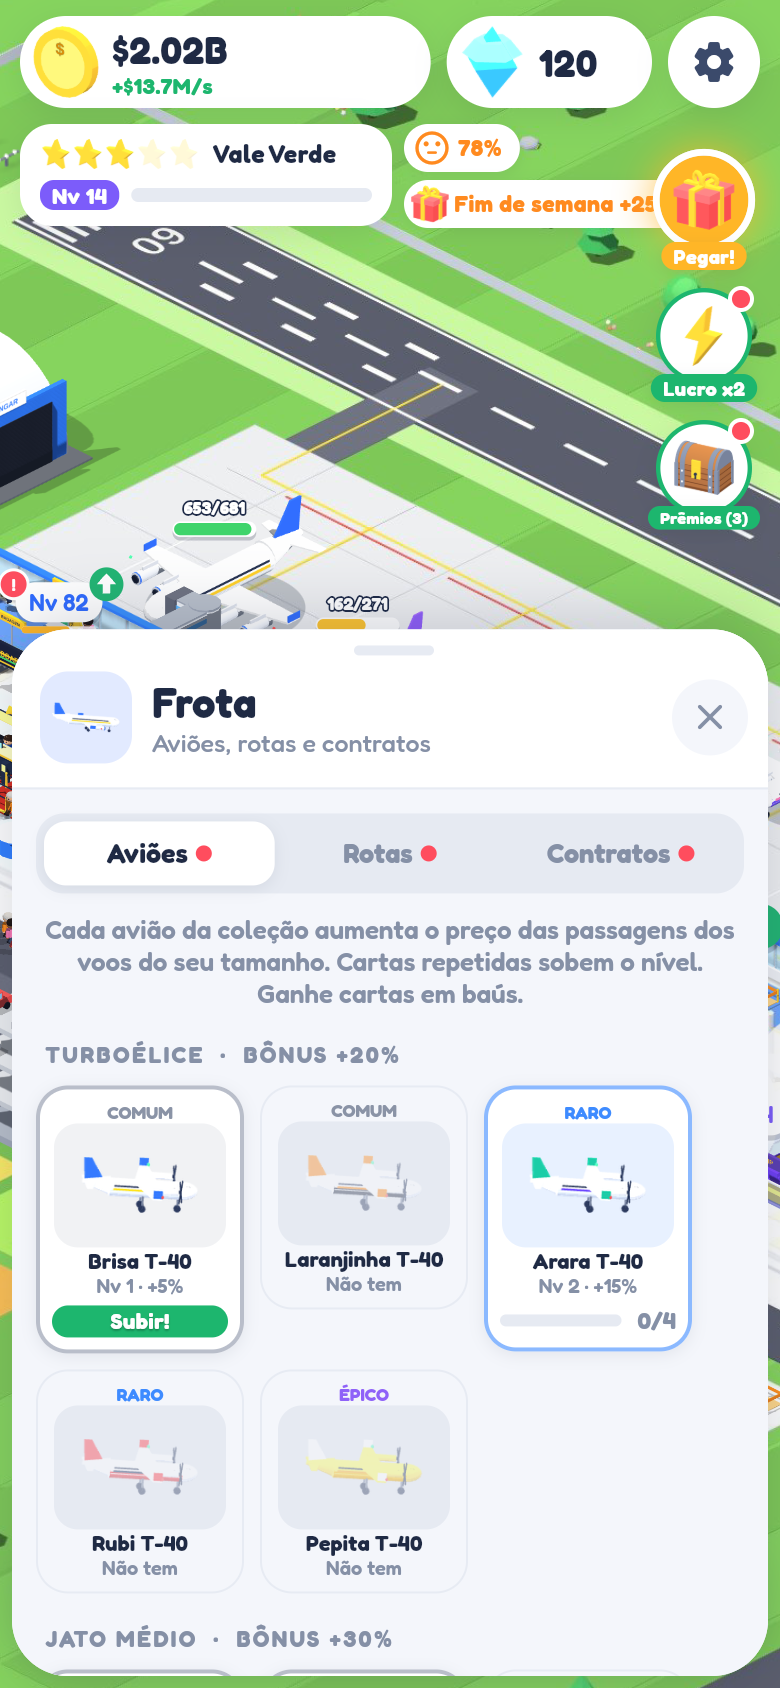 $2.02B
+$13.7M/s
120
Vale Verde
Nv 14
78%
Fim de semana +25
Pegar!
09
Lucro x2
Prêmios (3)
653/681
Nv 82
162/271
Frota
Aviões, rotas e contratos
Aviões
Rotas
Contratos
Cada avião da coleção aumenta o preço das passagens dos
voos do seu tamanho. Cartas repetidas sobem o nível.
Ganhe cartas em baús.
TURBOÉLICE · BÔNUS +20%
COMUM
Brisa T-40
Nv 1 · +5%
Subir!
COMUM
Laranjinha T-40
Não tem
RARO
Arara T-40
Nv 2 · +15%
0/4
RARO
Rubi T-40
Não tem
ÉPICO
Pepita T-40
Não tem
JATO MÉDIO · BÔNUS +30%